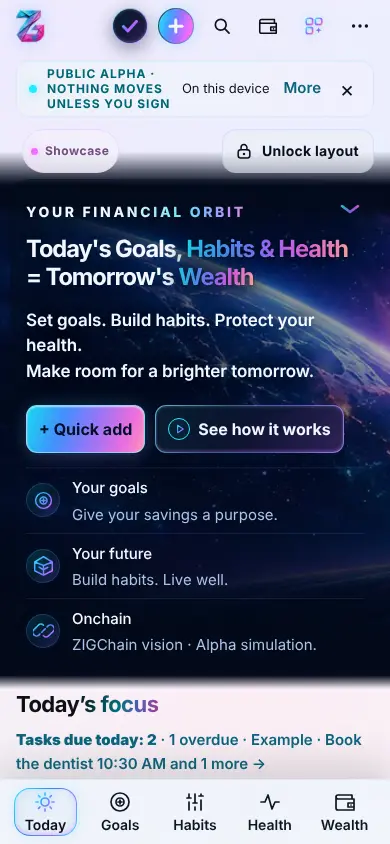 PUBLIC ALPHA ·
NOTHING MOVES
UNLESS YOU SIGN
On this device
More
Showcase
Unlock layout
YOUR FINANCIAL ORBIT
Today's Goals, Habits & Health
= Tomorrow's Wealth
Set goals. Build habits. Protect your
health.
Make room for a brighter tomorrow.
+ Quick add
See how it works
Your goals
Give your savings a purpose.
Your future
Build habits. Live well.
Onchain
ZIGChain vision · Alpha simulation.
Today’s focus
Tasks due today: 2 · 1 overdue · Example · Book
the dentist 10:30 AM and 1 more →
Today
Goals
Habits
Health
Wealth